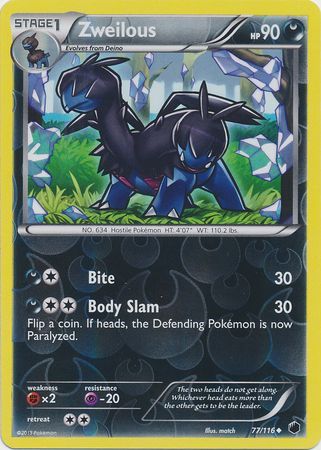 STAGE1 Zweilous HP 90
Evolves from Deino
NO. 634 Hostile Pokémon HT: 4'07" WT: 110.2 lbs.
Bite 30
Body Slam 30
Flip a coin. If heads, the Defending Pokémon is now
Paralyzed.
weakness resistance
×2 -20
The two heads do not get along.
Whichever head eats more than
the other gets to be the leader.
retreat
©2013 Pokémon Illus. match 77/116